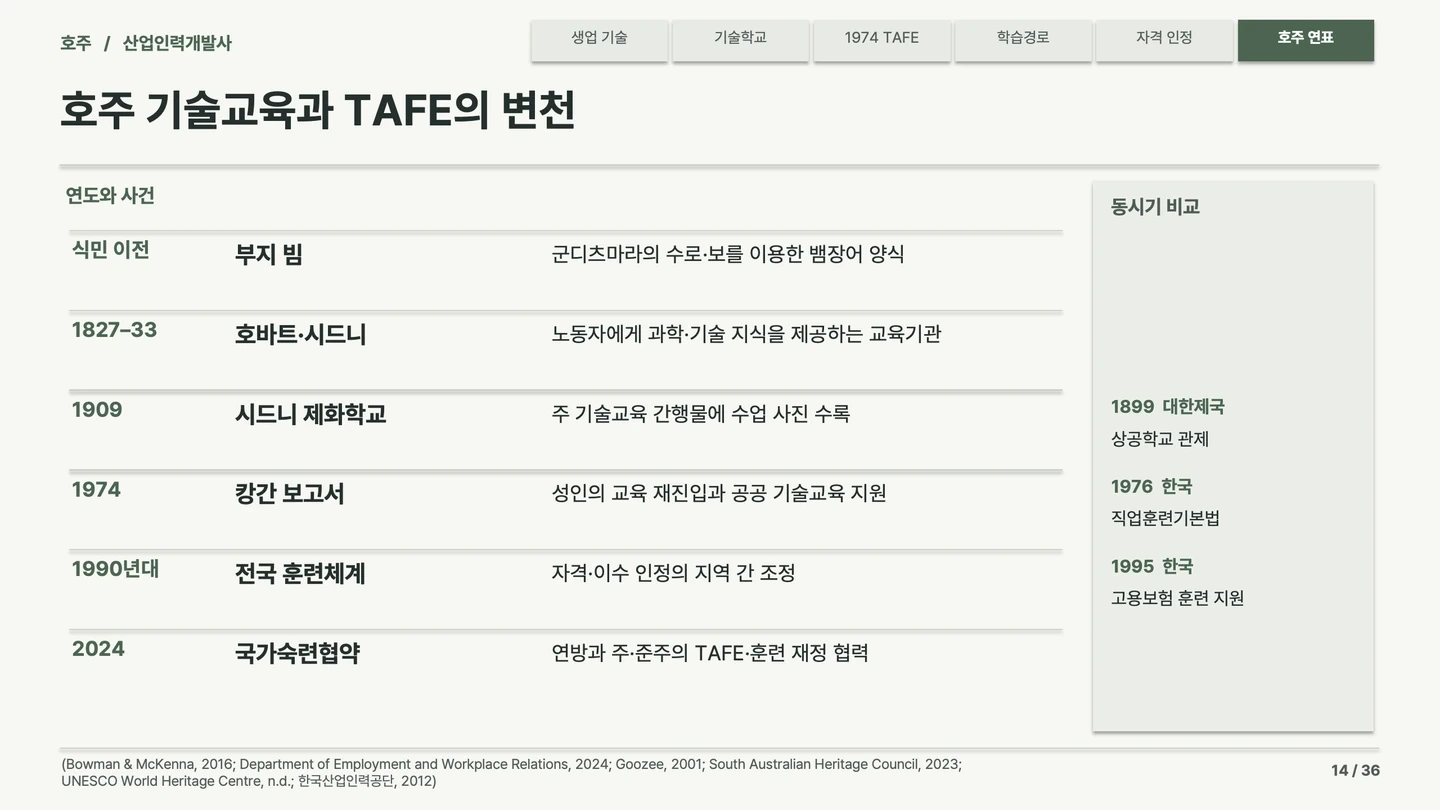 호주 / 산업인력개발사
생업 기술
기술학교
1974 TAFE
학습경로
자격 인정
호주 연표
호주 기술교육과 TAFE의 변천
연도와 사건
식민 이전 부지 빔 군디츠마라의 수로·보를 이용한 뱀장어 양식
1827–33 호바트·시드니 노동자에게 과학·기술 지식을 제공하는 교육기관
1909 시드니 제화학교 주 기술교육 간행물에 수업 사진 수록
1974 캉간 보고서 성인의 교육 재진입과 공공 기술교육 지원
1990년대 전국 훈련체계 자격·이수 인정의 지역 간 조정
2024 국가숙련협약 연방과 주·준주의 TAFE·훈련 재정 협력
동시기 비교
1899 대한제국
상공학교 관제
1976 한국
직업훈련기본법
1995 한국
고용보험 훈련 지원
(Bowman & McKenna, 2016; Department of Employment and Workplace Relations, 2024; Goozee, 2001; South Australian Heritage Council, 2023;
UNESCO World Heritage Centre, n.d.; 한국산업인력공단, 2012)
14 / 36